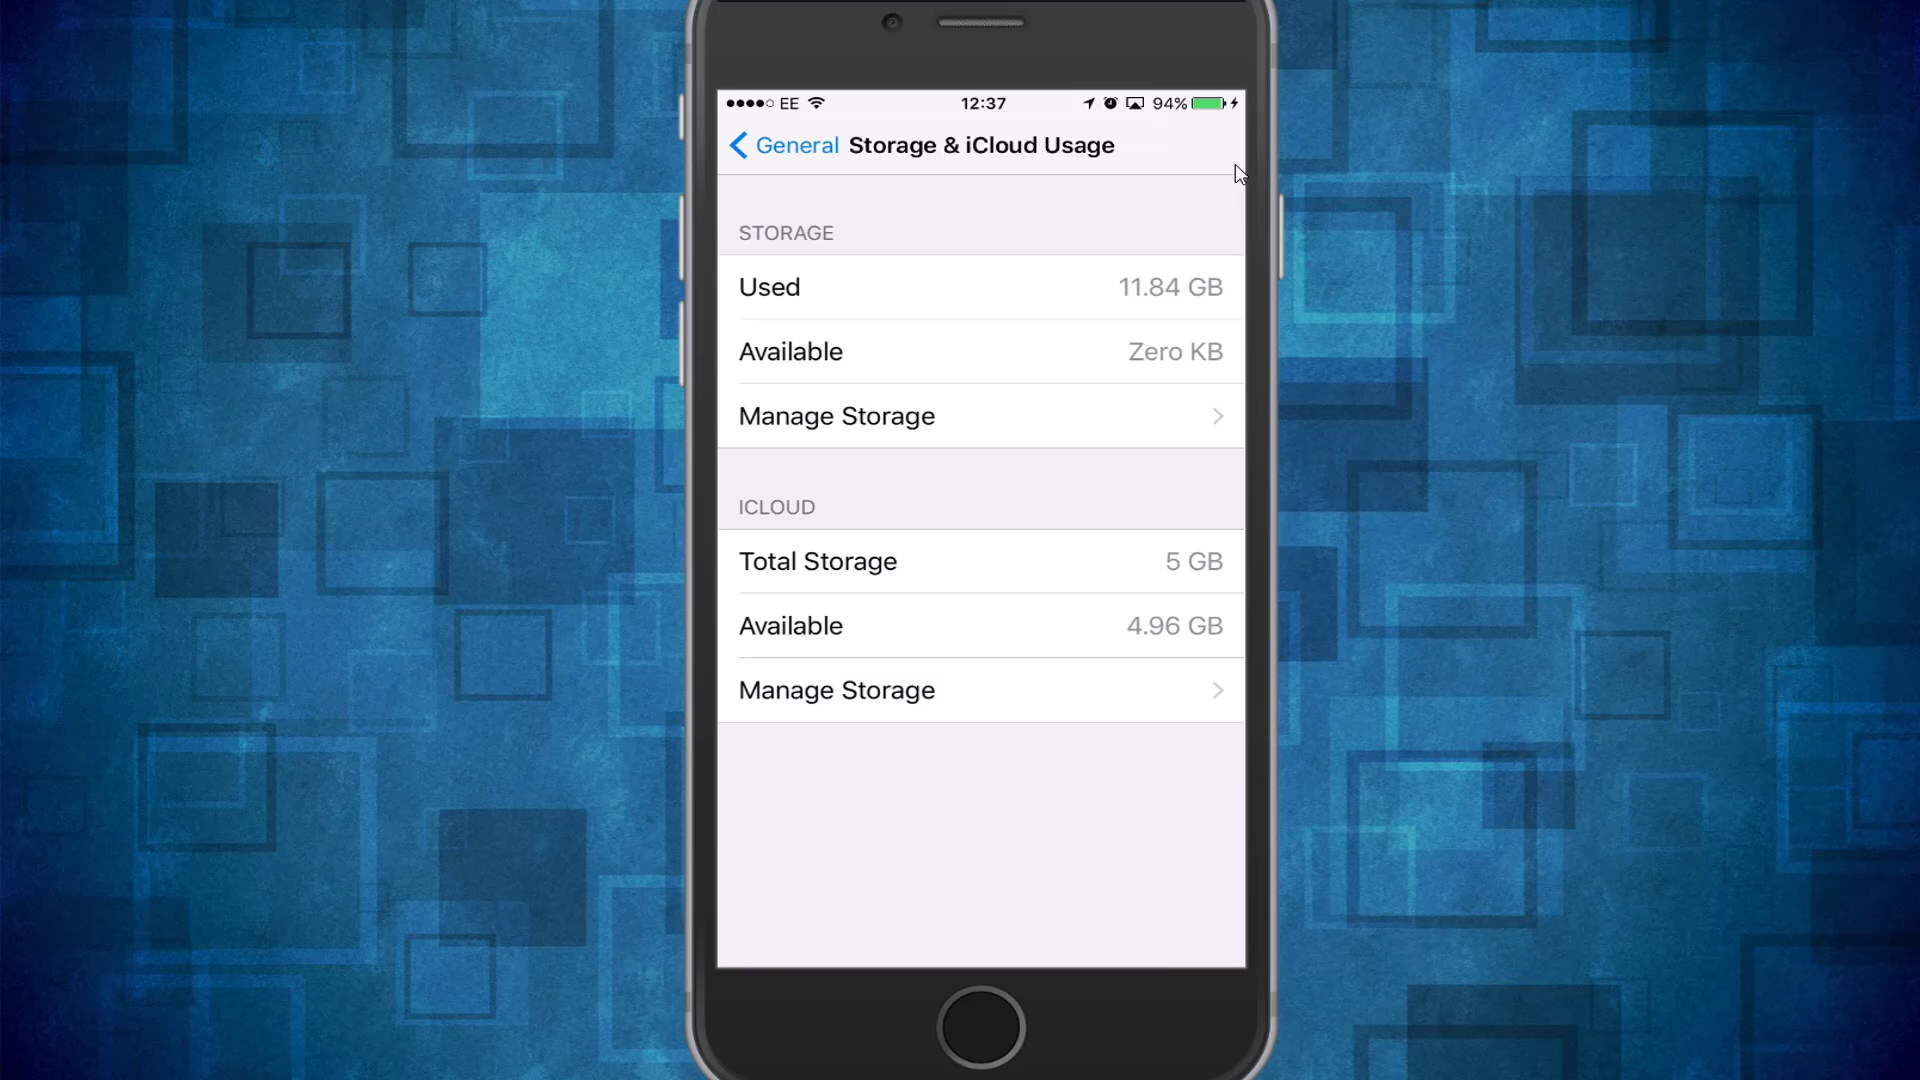 EE 12:37 94%
General Storage & iCloud Usage
STORAGE
Used 11.84 GB
Available Zero KB
Manage Storage
ICLOUD
Total Storage 5 GB
Available 4.96 GB
Manage Storage